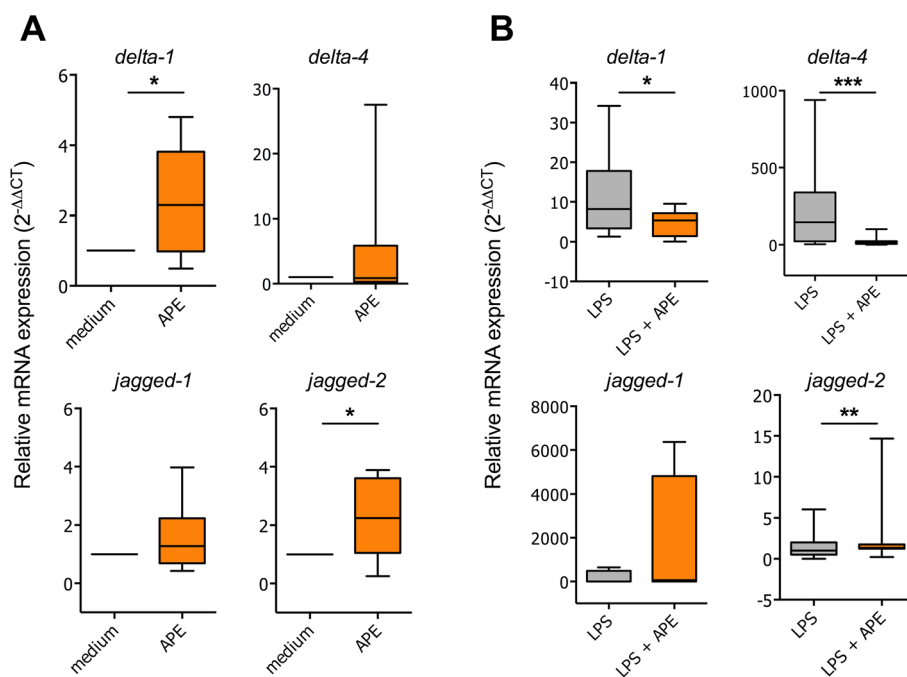 A
Relative mRNA expression (2-ΔΔCT)
delta-1
6
4
2
0
*
medium
APE
delta-4
30
20
10
0
medium
APE
jagged-1
6
4
2
0
medium
APE
jagged-2
6
4
2
0
*
medium
APE
B
Relative mRNA expression (2-ΔΔCT)
delta-1
40
30
20
10
0
-10
*
LPS
LPS + APE
delta-4
1000
500
0
***
LPS
LPS + APE
jagged-1
8000
6000
4000
2000
0
LPS
LPS + APE
jagged-2
20
15
10
5
0
-5
**
LPS
LPS + APE